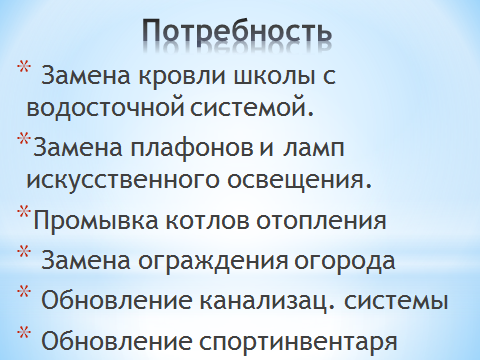 Потребность
* Замена кровли школы с
водосточной системой.
*Замена плафонов и ламп
искусственного освещения.
*Промывка котлов отопления
* Замена ограждения огорода
* Обновление канализац. системы
* Обновление спортинвентаря